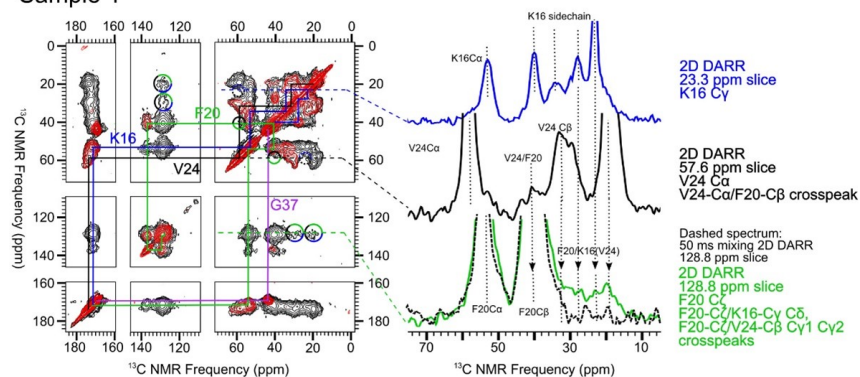 180 160
140 120
60 40 20
0
20
40
60
120
140
160
180
0
20
40
60
120
140
160
180
180 160
140 120
60 40 20
¹³C NMR Frequency (ppm)
¹³C NMR Frequency (ppm)
F20
K16
V24
G37
K16 sidechain
K16Cα
V24Cα
V24/F20
V24 Cβ
F20/K16(V24)
F20Cα
F20Cβ
70 50 30 10
¹³C NMR Frequency (ppm)
2D DARR
23.3 ppm slice
K16 Cγ
2D DARR
57.6 ppm slice
V24 Cα
V24-Cα/F20-Cβ crosspeak
Dashed spectrum:
50 ms mixing 2D DARR
128.8 ppm slice
2D DARR
128.8 ppm slice
F20 Cζ
F20-Cζ/K16-Cγ Cδ,
F20-Cζ/V24-Cβ Cγ1 Cγ2
crosspeaks